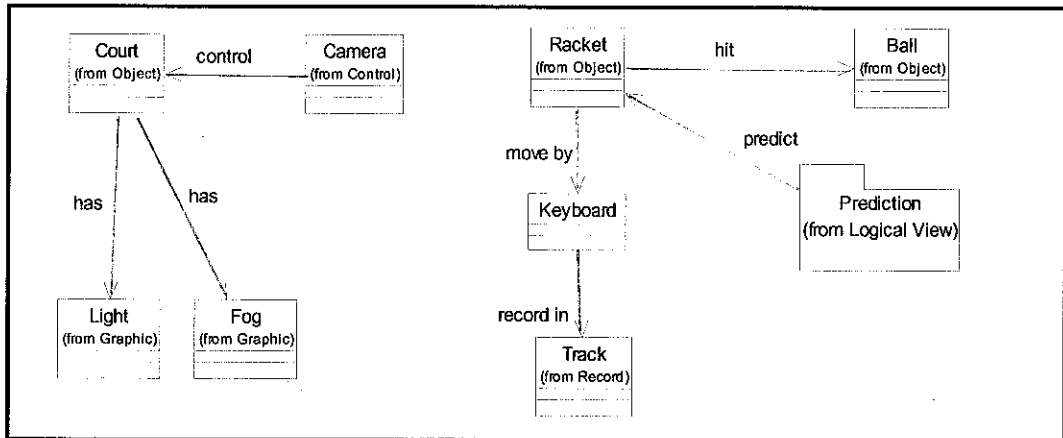 Court
(from Object)
control
Camera
(from Control)
Racket
(from Object)
hit
Ball
(from Object)
has
has
move by
predict
Keyboard
Prediction
(from Logical View)
Light
(from Graphic)
Fog
(from Graphic)
record in
Track
(from Record)